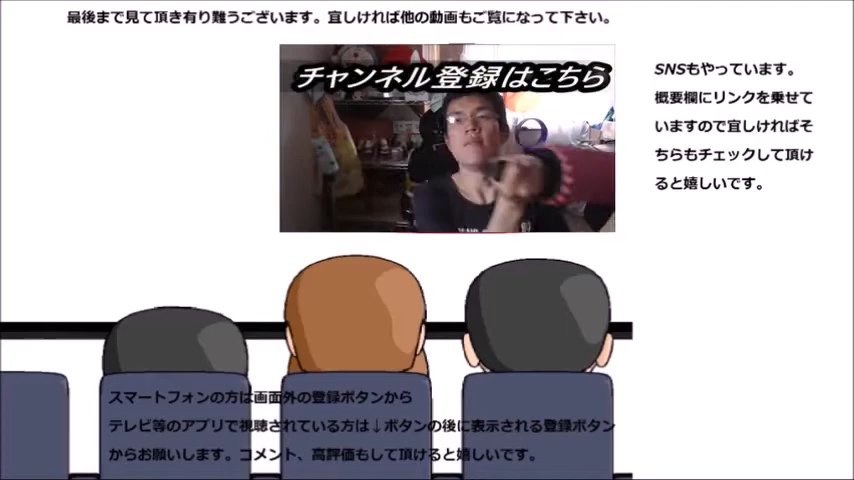 最後まで見て頂き有り難うございます。宜しければ他の動画もご覧になって下さい。
チャンネル登録はこちら
SNSもやっています。
概要欄にリンクを乗せて
いますので宜しければそ
ちらもチェックして頂け
ると嬉しいです。
スマートフォンの方は画面外の登録ボタンから
テレビ等のアプリで視聴されている方は↓ボタンの後に表示される登録ボタン
からお願いします。コメント、高評価もして頂けると嬉しいです。